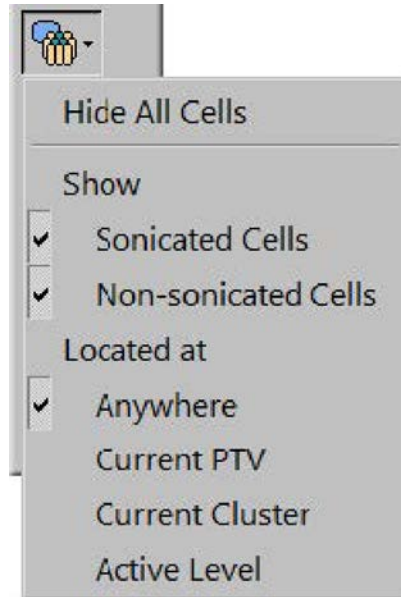 Hide All Cells
Show
Sonicated Cells
Non-sonicated Cells
Located at
Anywhere
Current PTV
Current Cluster
Active Level